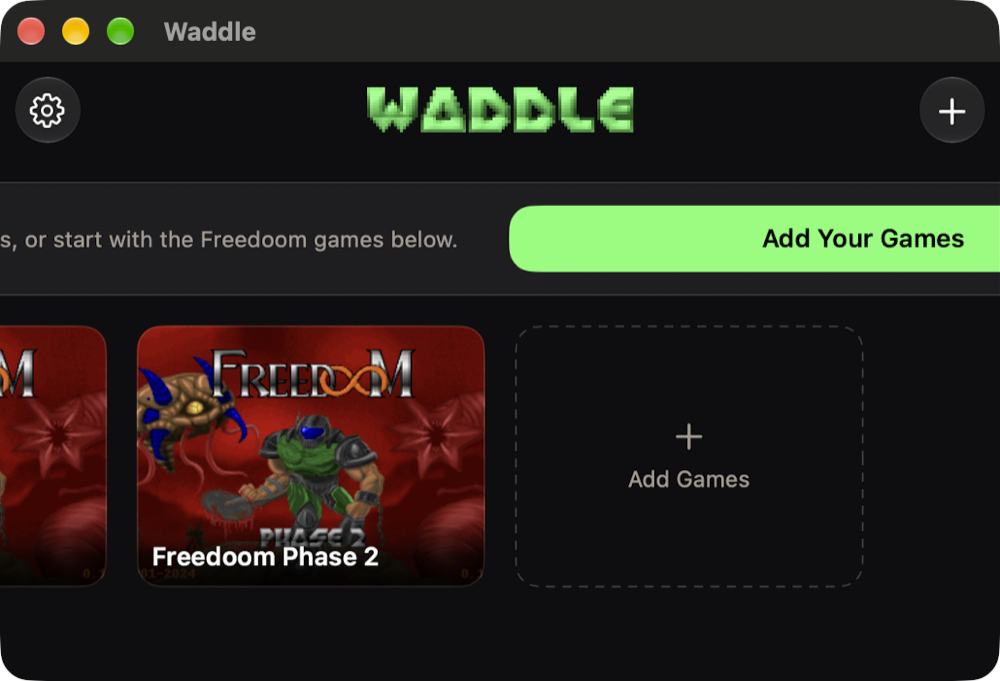 Waddle
WADDLE
s, or start with the Freedoom games below.
Add Your Games
M
FREEDOOM
PHASE 2
Freedoom Phase 2
Add Games